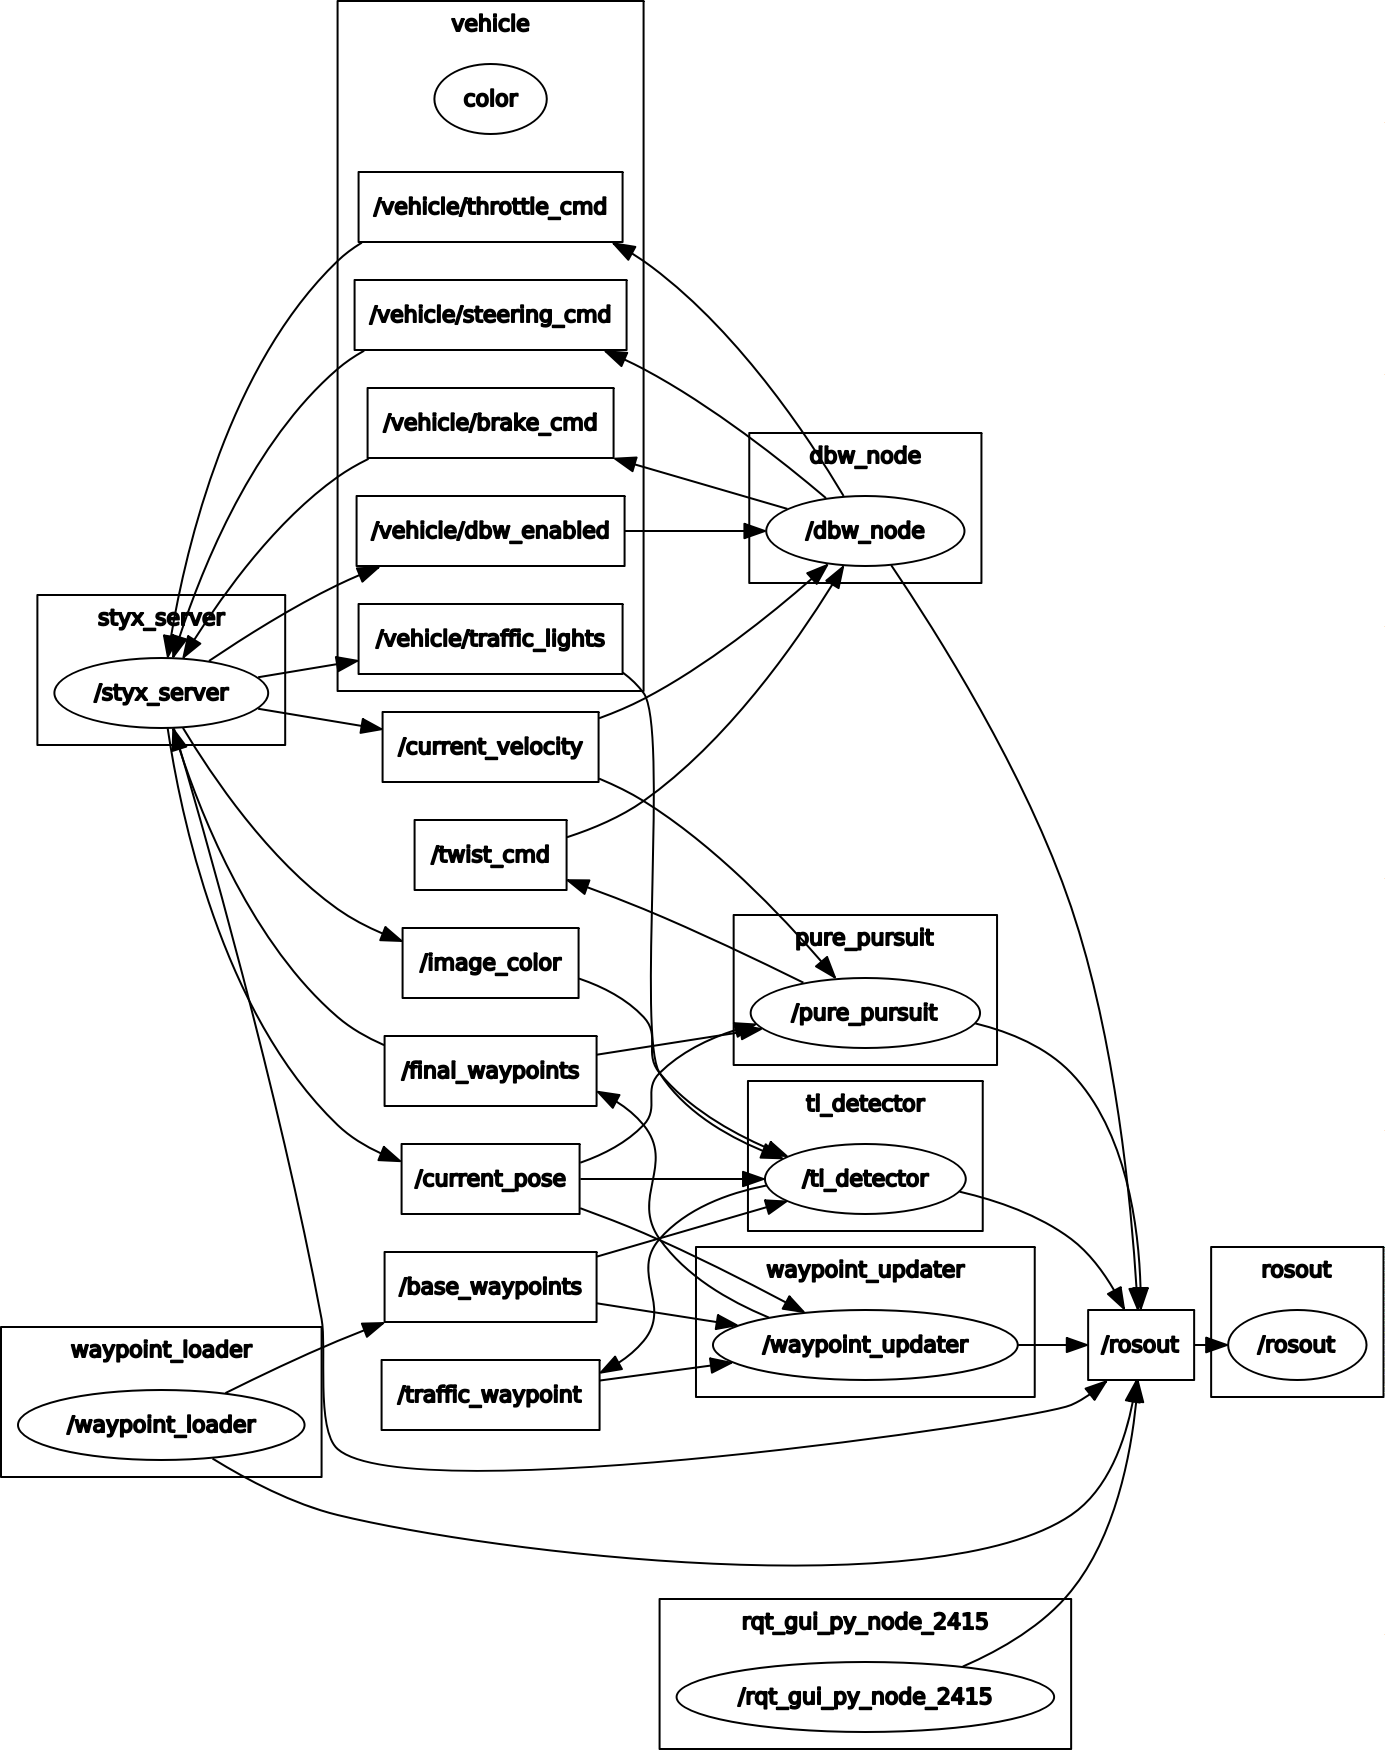 vehicle
color
/vehicle/throttle_cmd
/vehicle/steering_cmd
/vehicle/brake_cmd
dbw_node
/vehicle/dbw_enabled
/dbw_node
styx_server
/vehicle/traffic_lights
/styx_server
/current_velocity
/twist_cmd
pure_pursuit
/image_color
/pure_pursuit
/final_waypoints
tl_detector
/current_pose
/tl_detector
/base_waypoints
waypoint_updater
rosout
waypoint_loader
/waypoint_updater
/rosout
/rosout
/traffic_waypoint
/waypoint_loader
rqt_gui_py_node_2415
/rqt_gui_py_node_2415